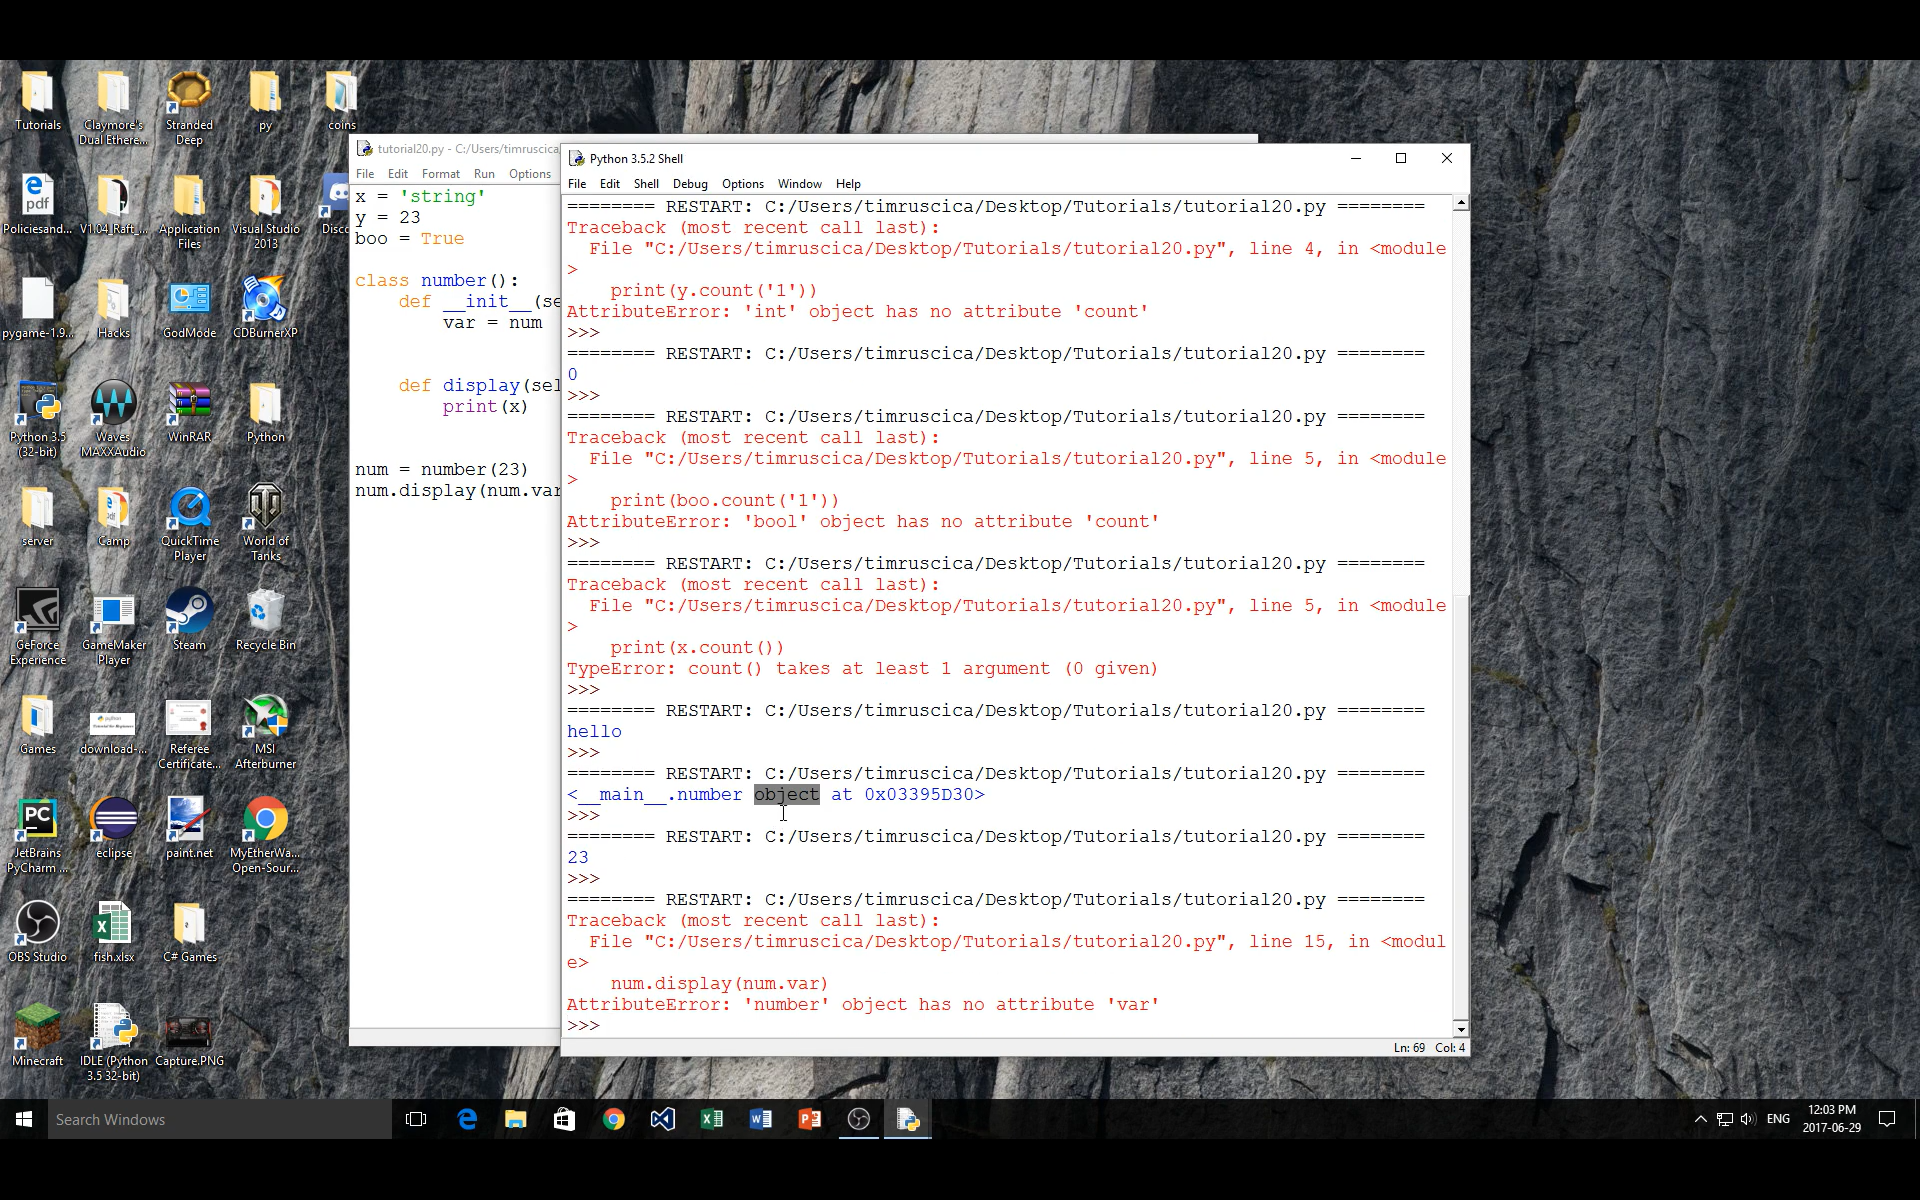 Tutorials
Claymore's
Dual Ethere...
Stranded
Deep
py
coins
Policiesand...
V1.04_Raft_...
Application
Files
Visual Studio
2013
Disco
pygame-1.9...
Hacks
GodMode
CDBurnerXP
Python 3.5
(32-bit)
Waves
MAXXAudio
WinRAR
Python
server
Camp
QuickTime
Player
World of
Tanks
GeForce
Experience
GameMaker
Player
Steam
Recycle Bin
Games
download-...
Referee
Certificate...
MSI
Afterburner
JetBrains
PyCharm ...
eclipse
paint.net
MyEtherWa...
Open-Sour...
OBS Studio
fish.xlsx
C# Games
Minecraft
IDLE (Python
3.5 32-bit)
Capture.PNG
tutorial20.py - C:/Users/timruscica
File Edit Format Run Options
x = 'string'
y = 23
boo = True
class number():
def __init__(se
var = num
def display(sel
print(x)
num = number(23)
num.display(num.var
Python 3.5.2 Shell
File Edit Shell Debug Options Window Help
======== RESTART: C:/Users/timruscica/Desktop/Tutorials/tutorial20.py ========
Traceback (most recent call last):
File "C:/Users/timruscica/Desktop/Tutorials/tutorial20.py", line 4, in <module
>
print(y.count('1'))
AttributeError: 'int' object has no attribute 'count'
>>>
======== RESTART: C:/Users/timruscica/Desktop/Tutorials/tutorial20.py ========
0
>>>
======== RESTART: C:/Users/timruscica/Desktop/Tutorials/tutorial20.py ========
Traceback (most recent call last):
File "C:/Users/timruscica/Desktop/Tutorials/tutorial20.py", line 5, in <module
>
print(boo.count('1'))
AttributeError: 'bool' object has no attribute 'count'
>>>
======== RESTART: C:/Users/timruscica/Desktop/Tutorials/tutorial20.py ========
Traceback (most recent call last):
File "C:/Users/timruscica/Desktop/Tutorials/tutorial20.py", line 5, in <module
>
print(x.count())
TypeError: count() takes at least 1 argument (0 given)
>>>
======== RESTART: C:/Users/timruscica/Desktop/Tutorials/tutorial20.py ========
hello
>>>
======== RESTART: C:/Users/timruscica/Desktop/Tutorials/tutorial20.py ========
<__main__.number object at 0x03395D30>
>>>
======== RESTART: C:/Users/timruscica/Desktop/Tutorials/tutorial20.py ========
23
>>>
======== RESTART: C:/Users/timruscica/Desktop/Tutorials/tutorial20.py ========
Traceback (most recent call last):
File "C:/Users/timruscica/Desktop/Tutorials/tutorial20.py", line 15, in <modul
e>
num.display(num.var)
AttributeError: 'number' object has no attribute 'var'
>>>
Ln: 69 Col: 4
Search Windows
ENG
12:03 PM
2017-06-29